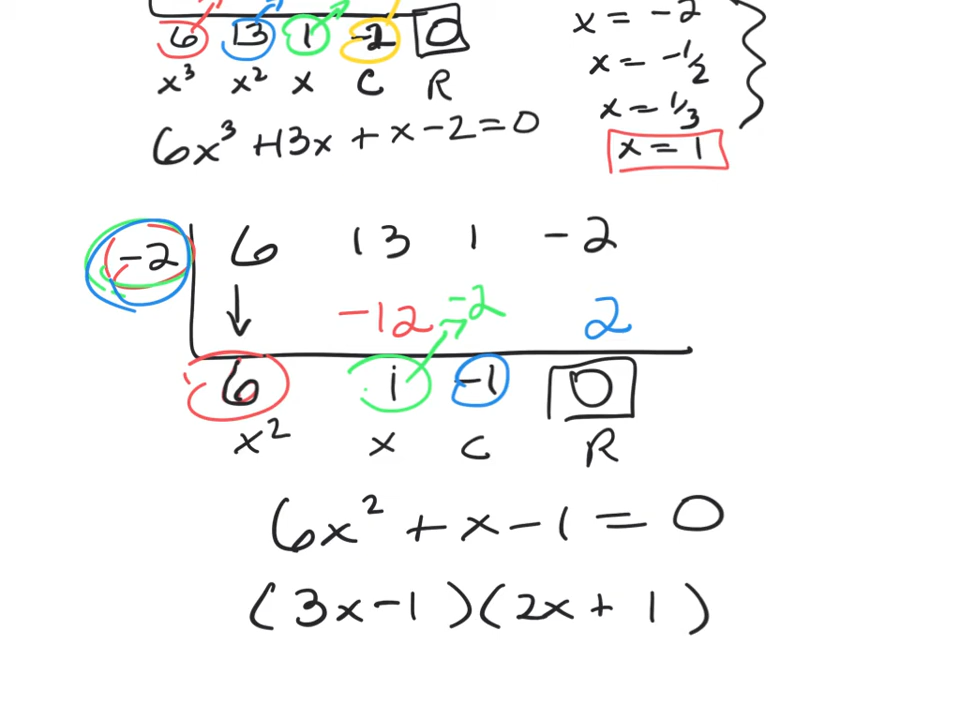 6 13 1 -2 0
x³ x² x C R
6x³ +13x + x -2 = 0
x = -2
x = -1/2
x = 1/3
x = 1
-2 6 13 1 -2
-12 -2 2
6 1 -1 0
x² x C R
6x² + x - 1 = 0
(3x-1)(2x + 1)